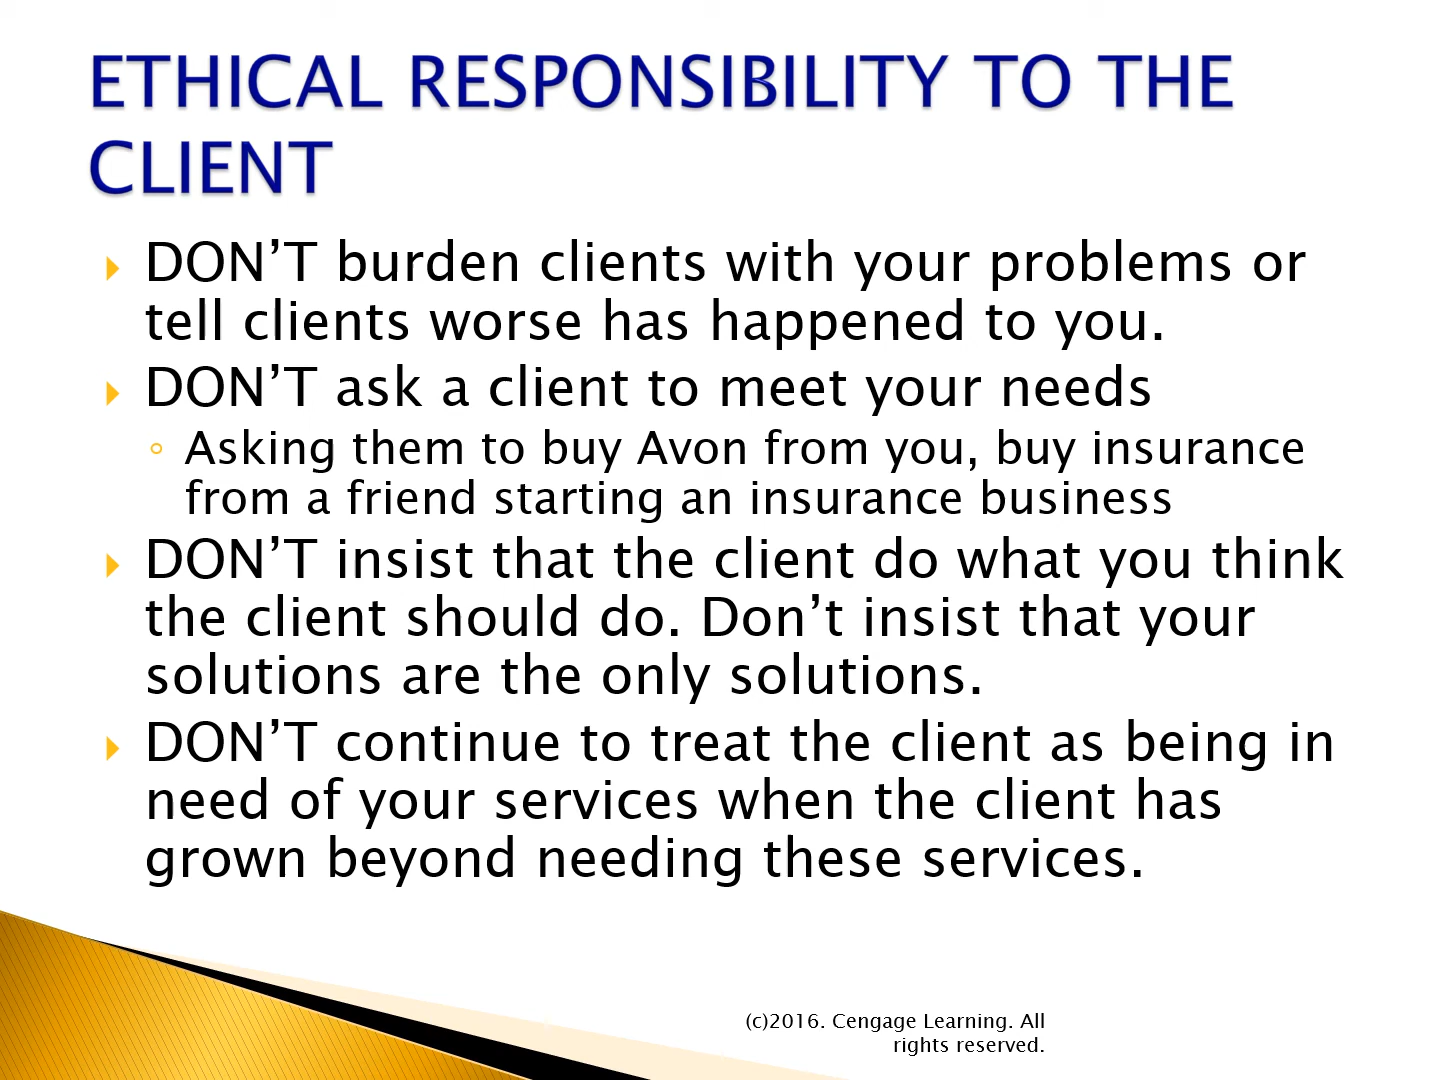 ETHICAL RESPONSIBILITY TO THE
CLIENT
DON’T burden clients with your problems or
tell clients worse has happened to you.
DON’T ask a client to meet your needs
Asking them to buy Avon from you, buy insurance
from a friend starting an insurance business
DON’T insist that the client do what you think
the client should do. Don’t insist that your
solutions are the only solutions.
DON’T continue to treat the client as being in
need of your services when the client has
grown beyond needing these services.
(c)2016. Cengage Learning. All
rights reserved.